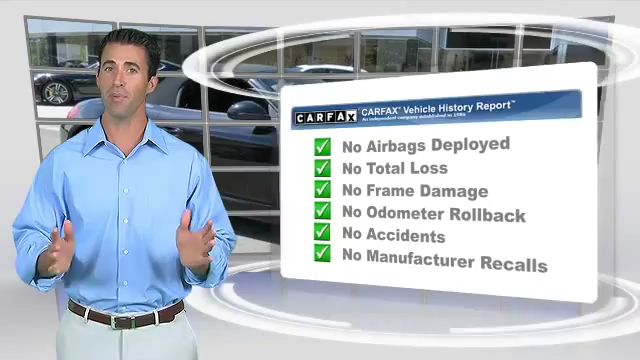 CARFAX CARFAX® Vehicle History Report™
An independent company established in 1986
No Airbags Deployed
No Total Loss
No Frame Damage
No Odometer Rollback
No Accidents
No Manufacturer Recalls